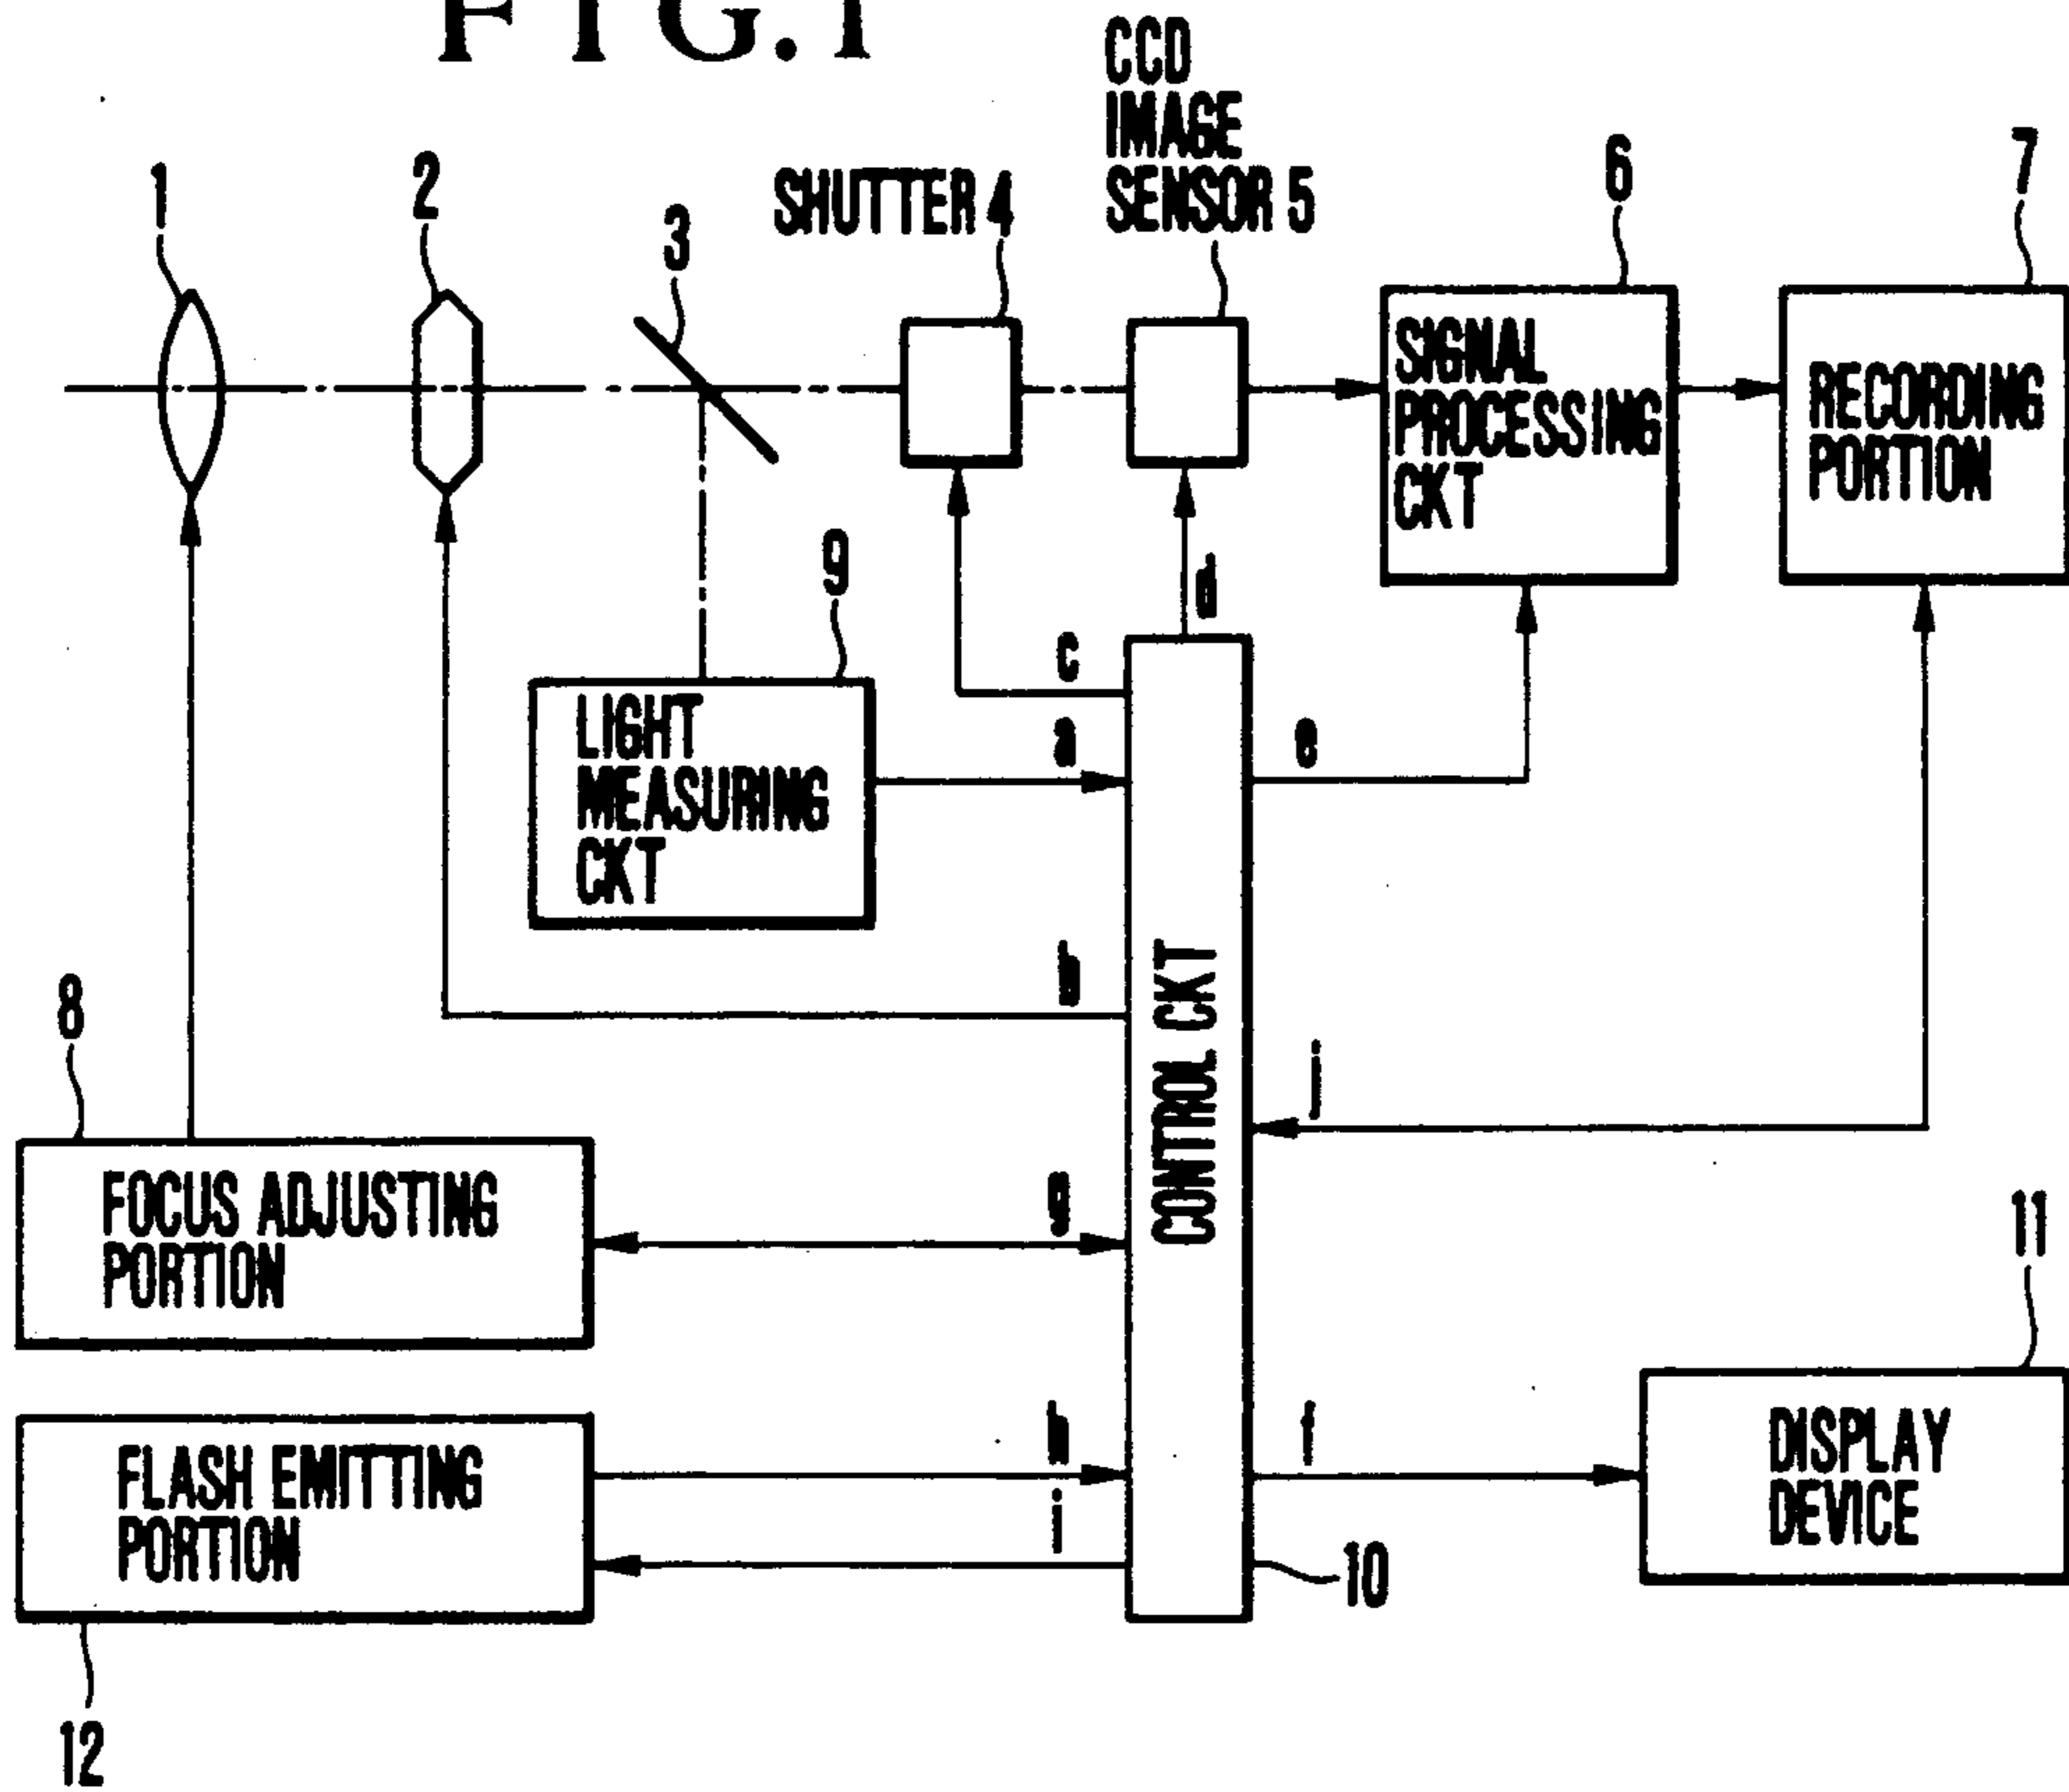 FIG.1
CCD
IMAGE
SENSOR 5
SHUTTER 4
1
2
3
6
7
SIGNAL
PROCESSING
CKT
RECORDING
PORTION
9
d
c
LIGHT
MEASURING
CKT
a
e
b
8
CONTROL CKT
j
FOCUS ADJUSTING
PORTION
g
11
FLASH EMITTING
PORTION
h
i
f
10
DISPLAY
DEVICE
12